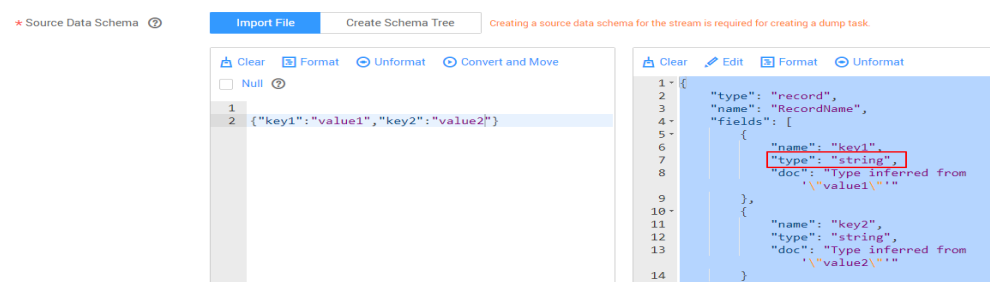 * Source Data Schema ?
Import File Create Schema Tree Creating a source data schema for the stream is required for creating a dump task.
Clear Format Unformat Convert and Move
Null ?
1
2 {"key1":"value1","key2":"value2"}
Clear Edit Format Unformat
1 {
2 "type": "record",
3 "name": "RecordName",
4 "fields": [
5 {
6 "name": "key1",
7 "type": "string",
8 "doc": "Type inferred from
'\"value1\"'"
9 },
10 {
11 "name": "key2",
12 "type": "string",
13 "doc": "Type inferred from
'\"value2\"'"
14 }